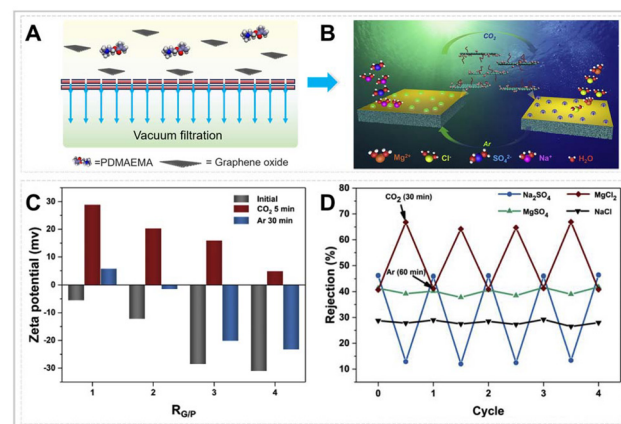 A
Vacuum filtration
=PDMAEMA
= Graphene oxide
B
CO₂
Ar
Mg²⁺
Cl⁻
SO₄²⁻
Na⁺
H₂O
C
Initial
CO₂ 5 min
Ar 30 min
Zeta potential (mv)
30
20
10
0
-10
-20
-30
1 2 3 4
R_G/P
D
CO₂ (30 min)
Na₂SO₄
MgCl₂
MgSO₄
NaCl
Ar (60 min)
Rejection (%)
80
70
60
50
40
30
20
10
0 1 2 3 4
Cycle